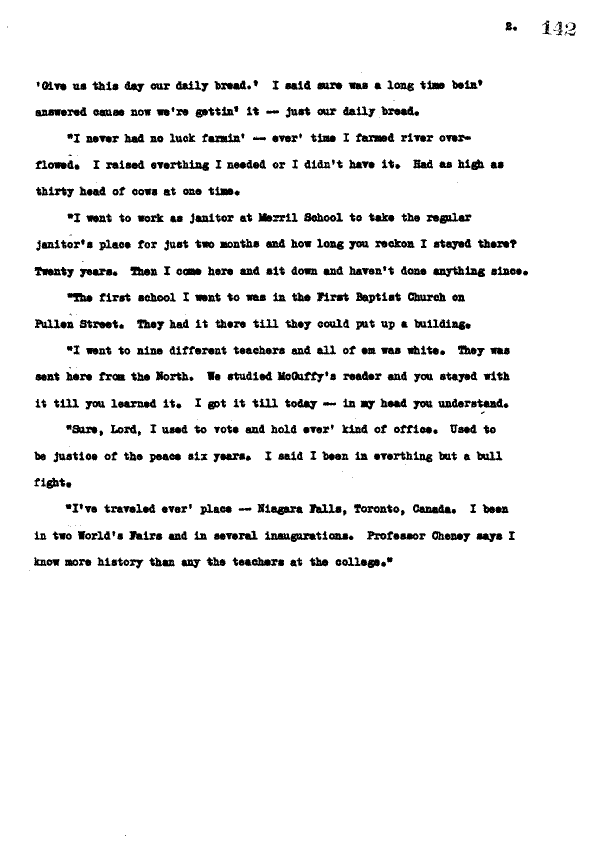 2. 142
'Give us this day our daily bread.' I said sure was a long time bein'
answered cause now we're gettin' it -- just our daily bread.
"I never had no luck farmin' -- ever' time I farmed river over-
flowed. I raised everthing I needed or I didn't have it. Had as high as
thirty head of cows at one time.
"I went to work as janitor at Merril School to take the regular
janitor's place for just two months and how long you reckon I stayed there?
Twenty years. Then I come here and sit down and haven't done anything since.
"The first school I went to was in the First Baptist Church on
Pullen Street. They had it there till they could put up a building.
"I went to nine different teachers and all of em was white. They was
sent here from the North. We studied McGuffy's reader and you stayed with
it till you learned it. I got it till today -- in my head you understand.
"Sure, Lord, I used to vote and hold ever' kind of office. Used to
be justice of the peace six years. I said I been in everthing but a bull
fight.
"I've traveled ever' place -- Niagara Falls, Toronto, Canada. I been
in two World's Fairs and in several inaugurations. Professor Cheney says I
know more history than any the teachers at the college."